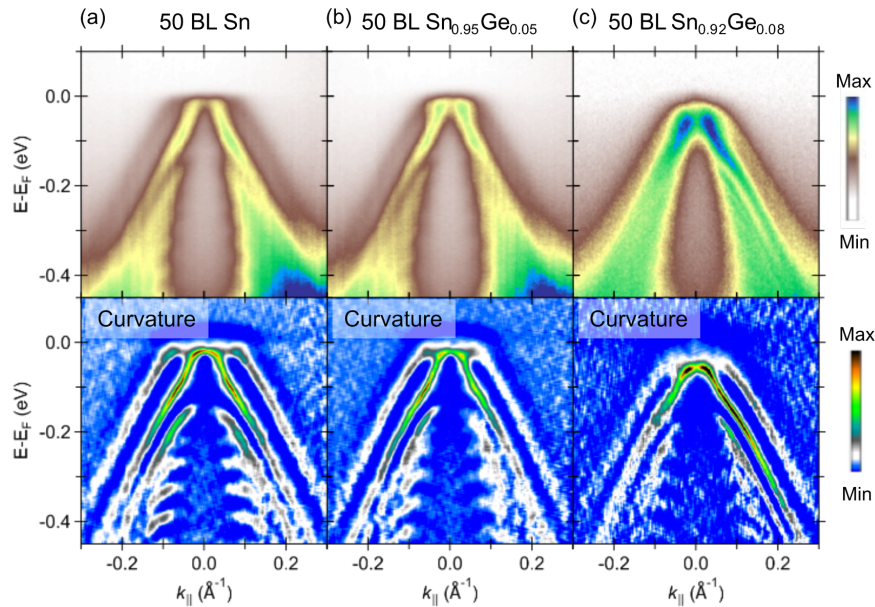 (a) 50 BL Sn
(b) 50 BL Sn0.95Ge0.05
(c) 50 BL Sn0.92Ge0.08
Max
Min
0.0
-0.2
-0.4
E-EF (eV)
Curvature
Curvature
Curvature
Max
Min
0.0
-0.2
-0.4
E-EF (eV)
-0.2 0.0 0.2
-0.2 0.0 0.2
-0.2 0.0 0.2
k|| (Å-1)
k|| (Å-1)
k|| (Å-1)